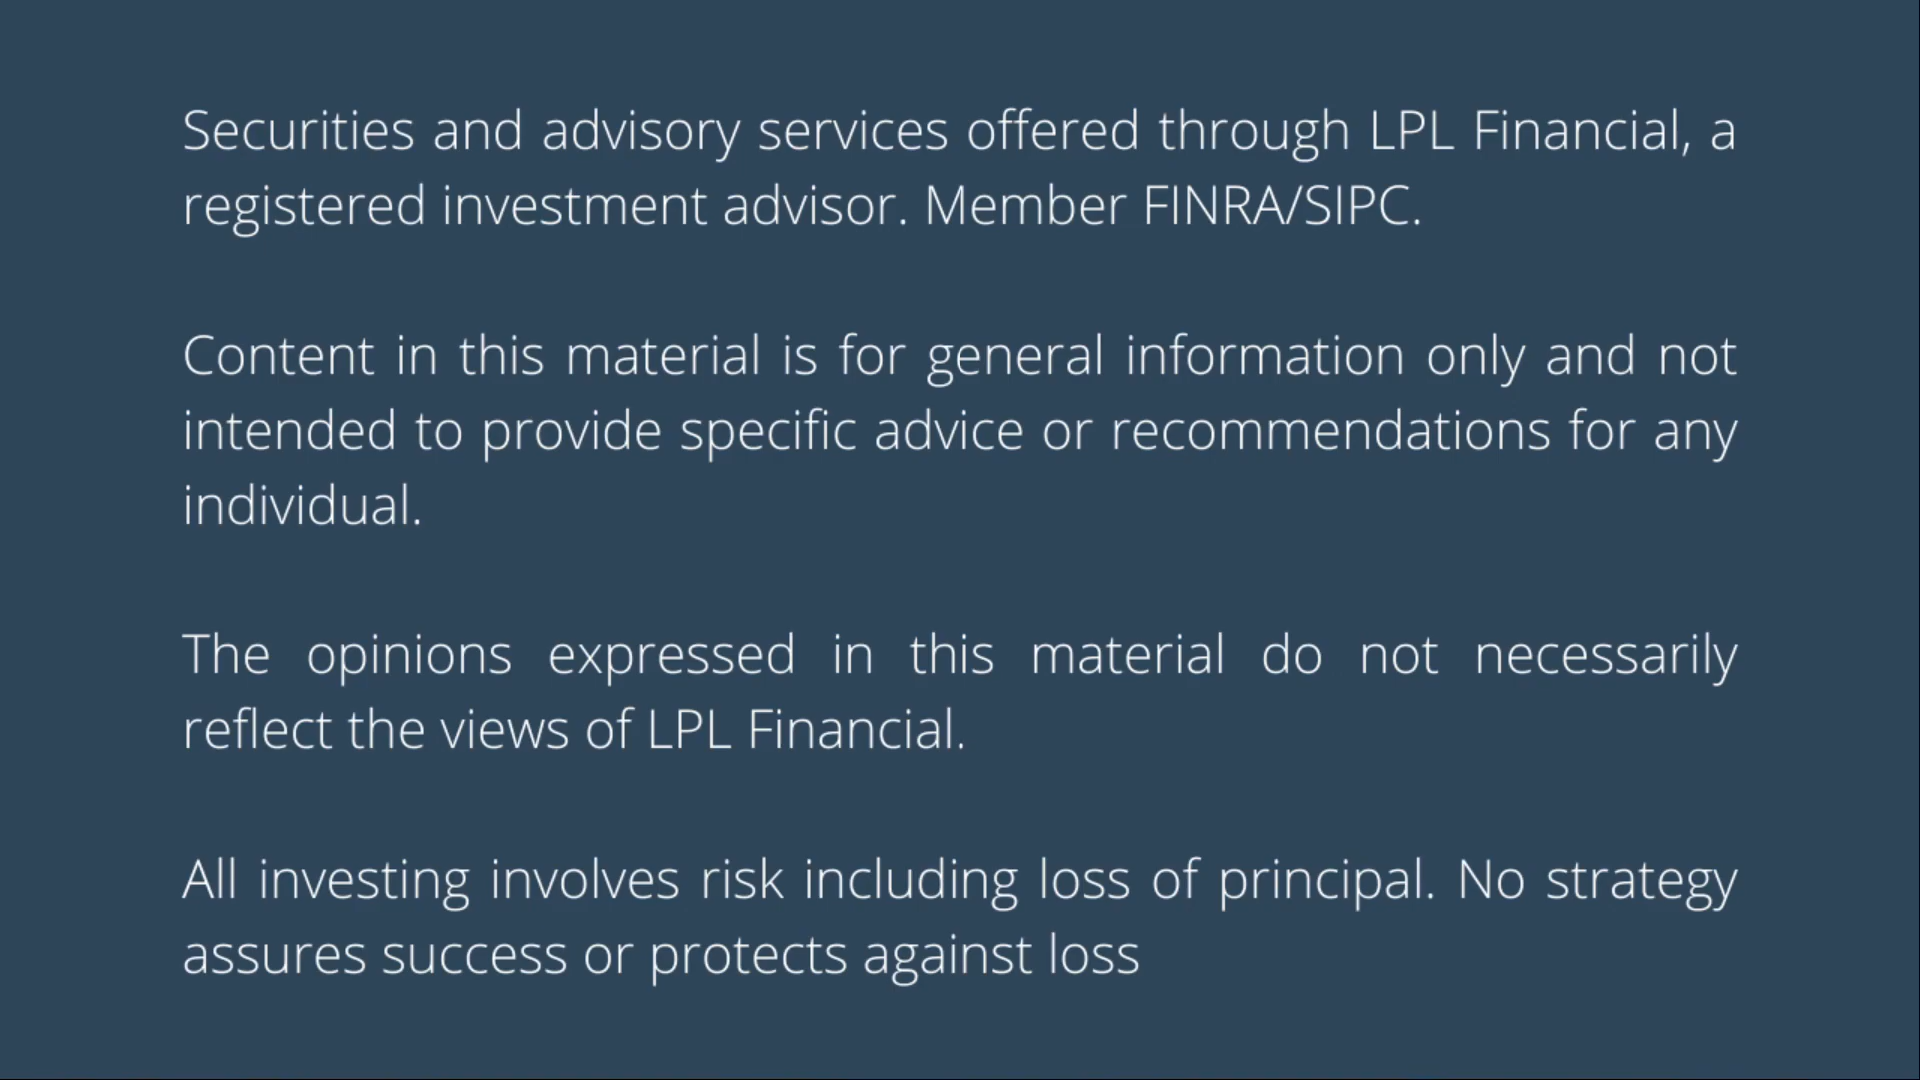 Securities and advisory services offered through LPL Financial, a
registered investment advisor. Member FINRA/SIPC.
Content in this material is for general information only and not
intended to provide specific advice or recommendations for any
individual.
The opinions expressed in this material do not necessarily
reflect the views of LPL Financial.
All investing involves risk including loss of principal. No strategy
assures success or protects against loss